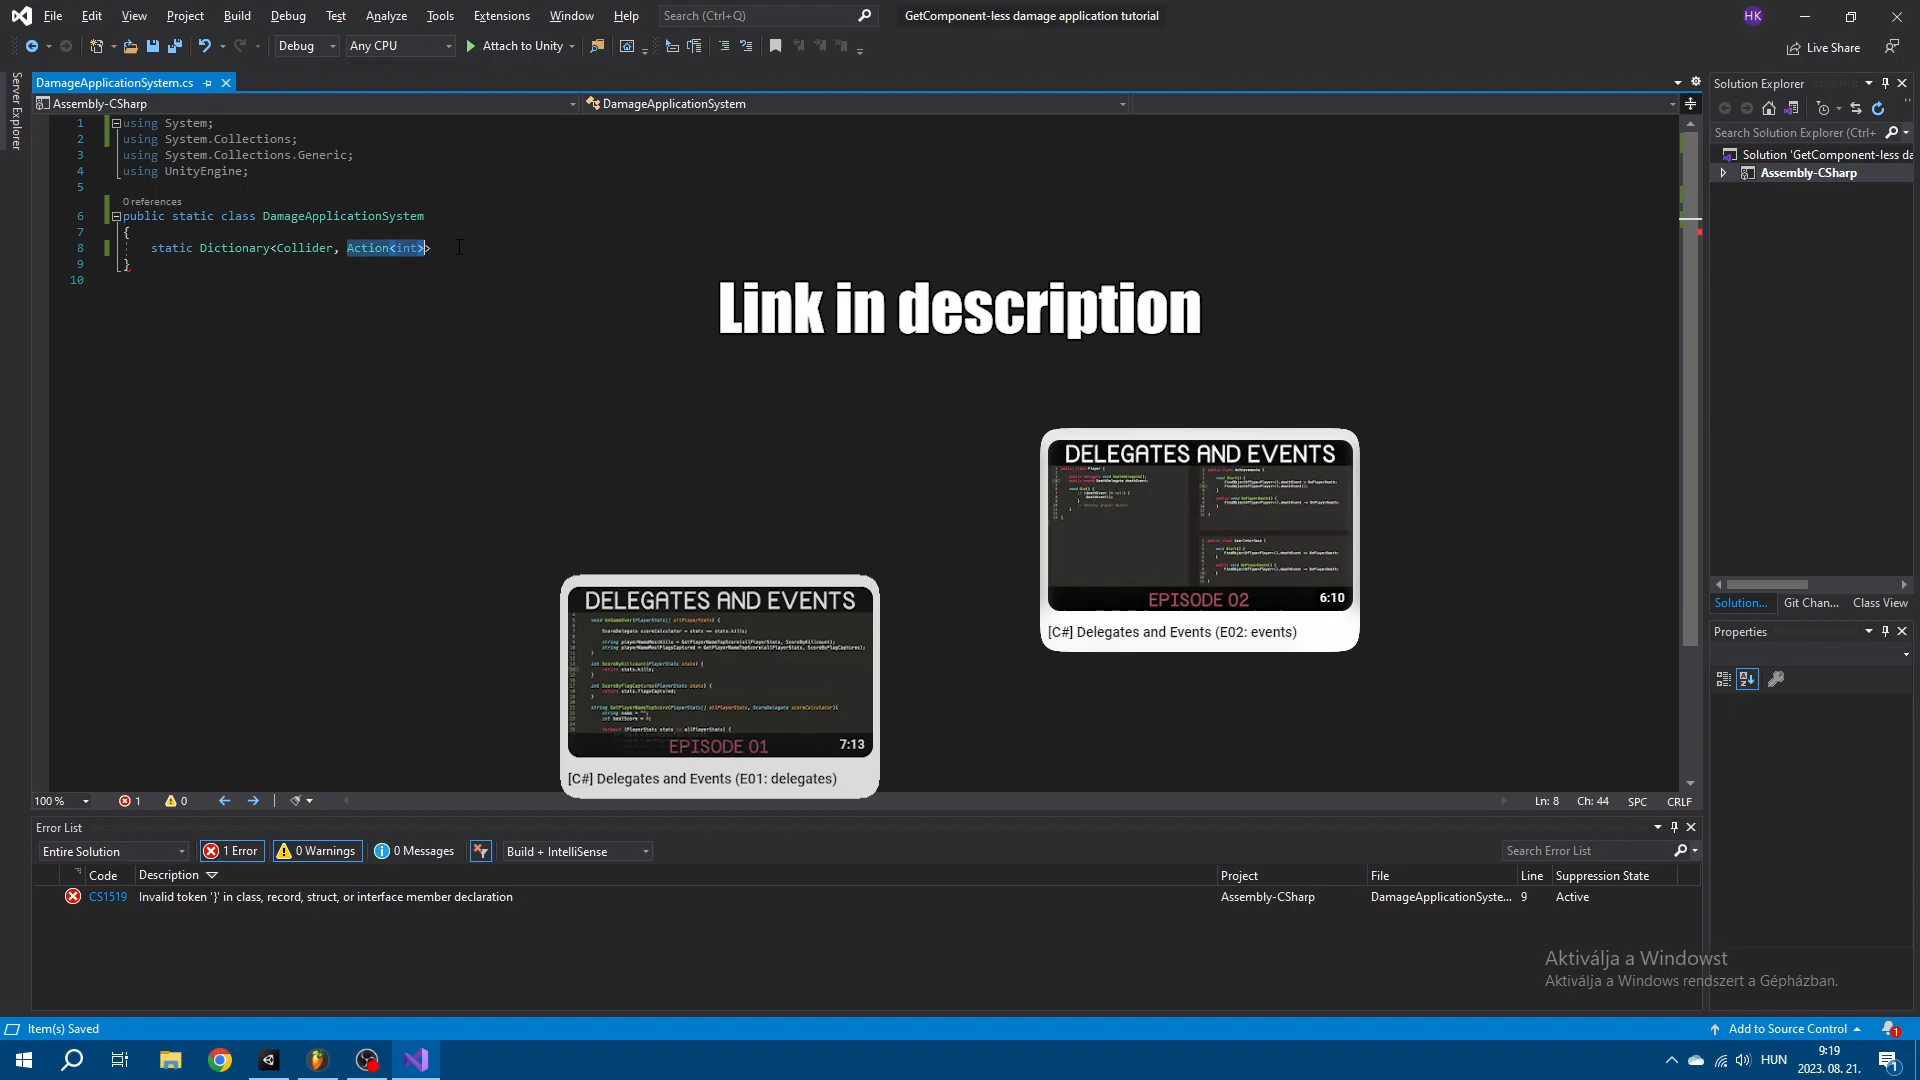 File Edit View Project Build Debug Test Analyze Tools Extensions Window Help Search (Ctrl+Q) GetComponent-less damage application tutorial HK
Debug Any CPU Attach to Unity Live Share
Server Explorer
DamageApplicationSystem.cs
Assembly-CSharp DamageApplicationSystem
1 using System;
2 using System.Collections;
3 using System.Collections.Generic;
4 using UnityEngine;
5
0 references
6 public static class DamageApplicationSystem
7 {
8 static Dictionary<Collider, Action<int>>
9 }
10
Link in description
DELEGATES AND EVENTS
EPISODE 02
6:10
[C#] Delegates and Events (E02: events)
DELEGATES AND EVENTS
EPISODE 01
7:13
[C#] Delegates and Events (E01: delegates)
Solution Explorer
Search Solution Explorer (Ctrl+
Solution 'GetComponent-less da
Assembly-CSharp
Solution... Git Chan... Class View
Properties
100 % 1 0 Ln: 8 Ch: 44 SPC CRLF
Error List
Entire Solution 1 Error 0 Warnings 0 Messages Build + IntelliSense Search Error List
Code Description Project File Line Suppression State
CS1519 Invalid token '}' in class, record, struct, or interface member declaration Assembly-CSharp DamageApplicationSyste... 9 Active
Aktiválja a Windowst
Aktiválja a Windows rendszert a Gépházban.
Item(s) Saved Add to Source Control 1
HUN 9:19
2023. 08. 21. 1